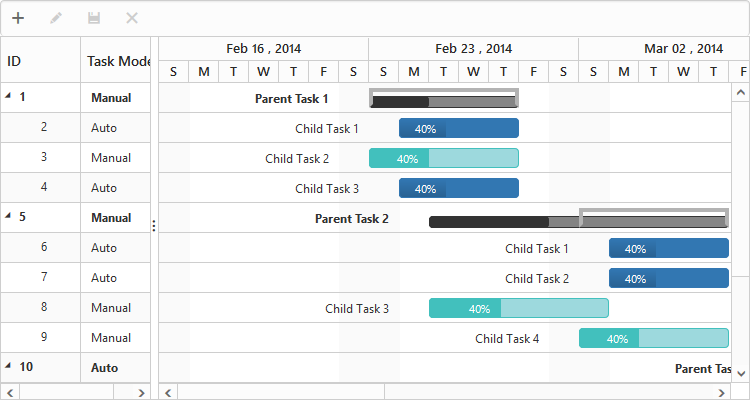 Feb 16 , 2014 Feb 23 , 2014 Mar 02 , 2014
ID Task Mode
S M T W T F S S M T W T F S S M T W T F
1 Manual Parent Task 1
2 Auto Child Task 1 40%
3 Manual Child Task 2 40%
4 Auto Child Task 3 40%
5 Manual Parent Task 2
6 Auto Child Task 1 40%
7 Auto Child Task 2 40%
8 Manual Child Task 3 40%
9 Manual Child Task 4 40%
10 Auto Parent Tas